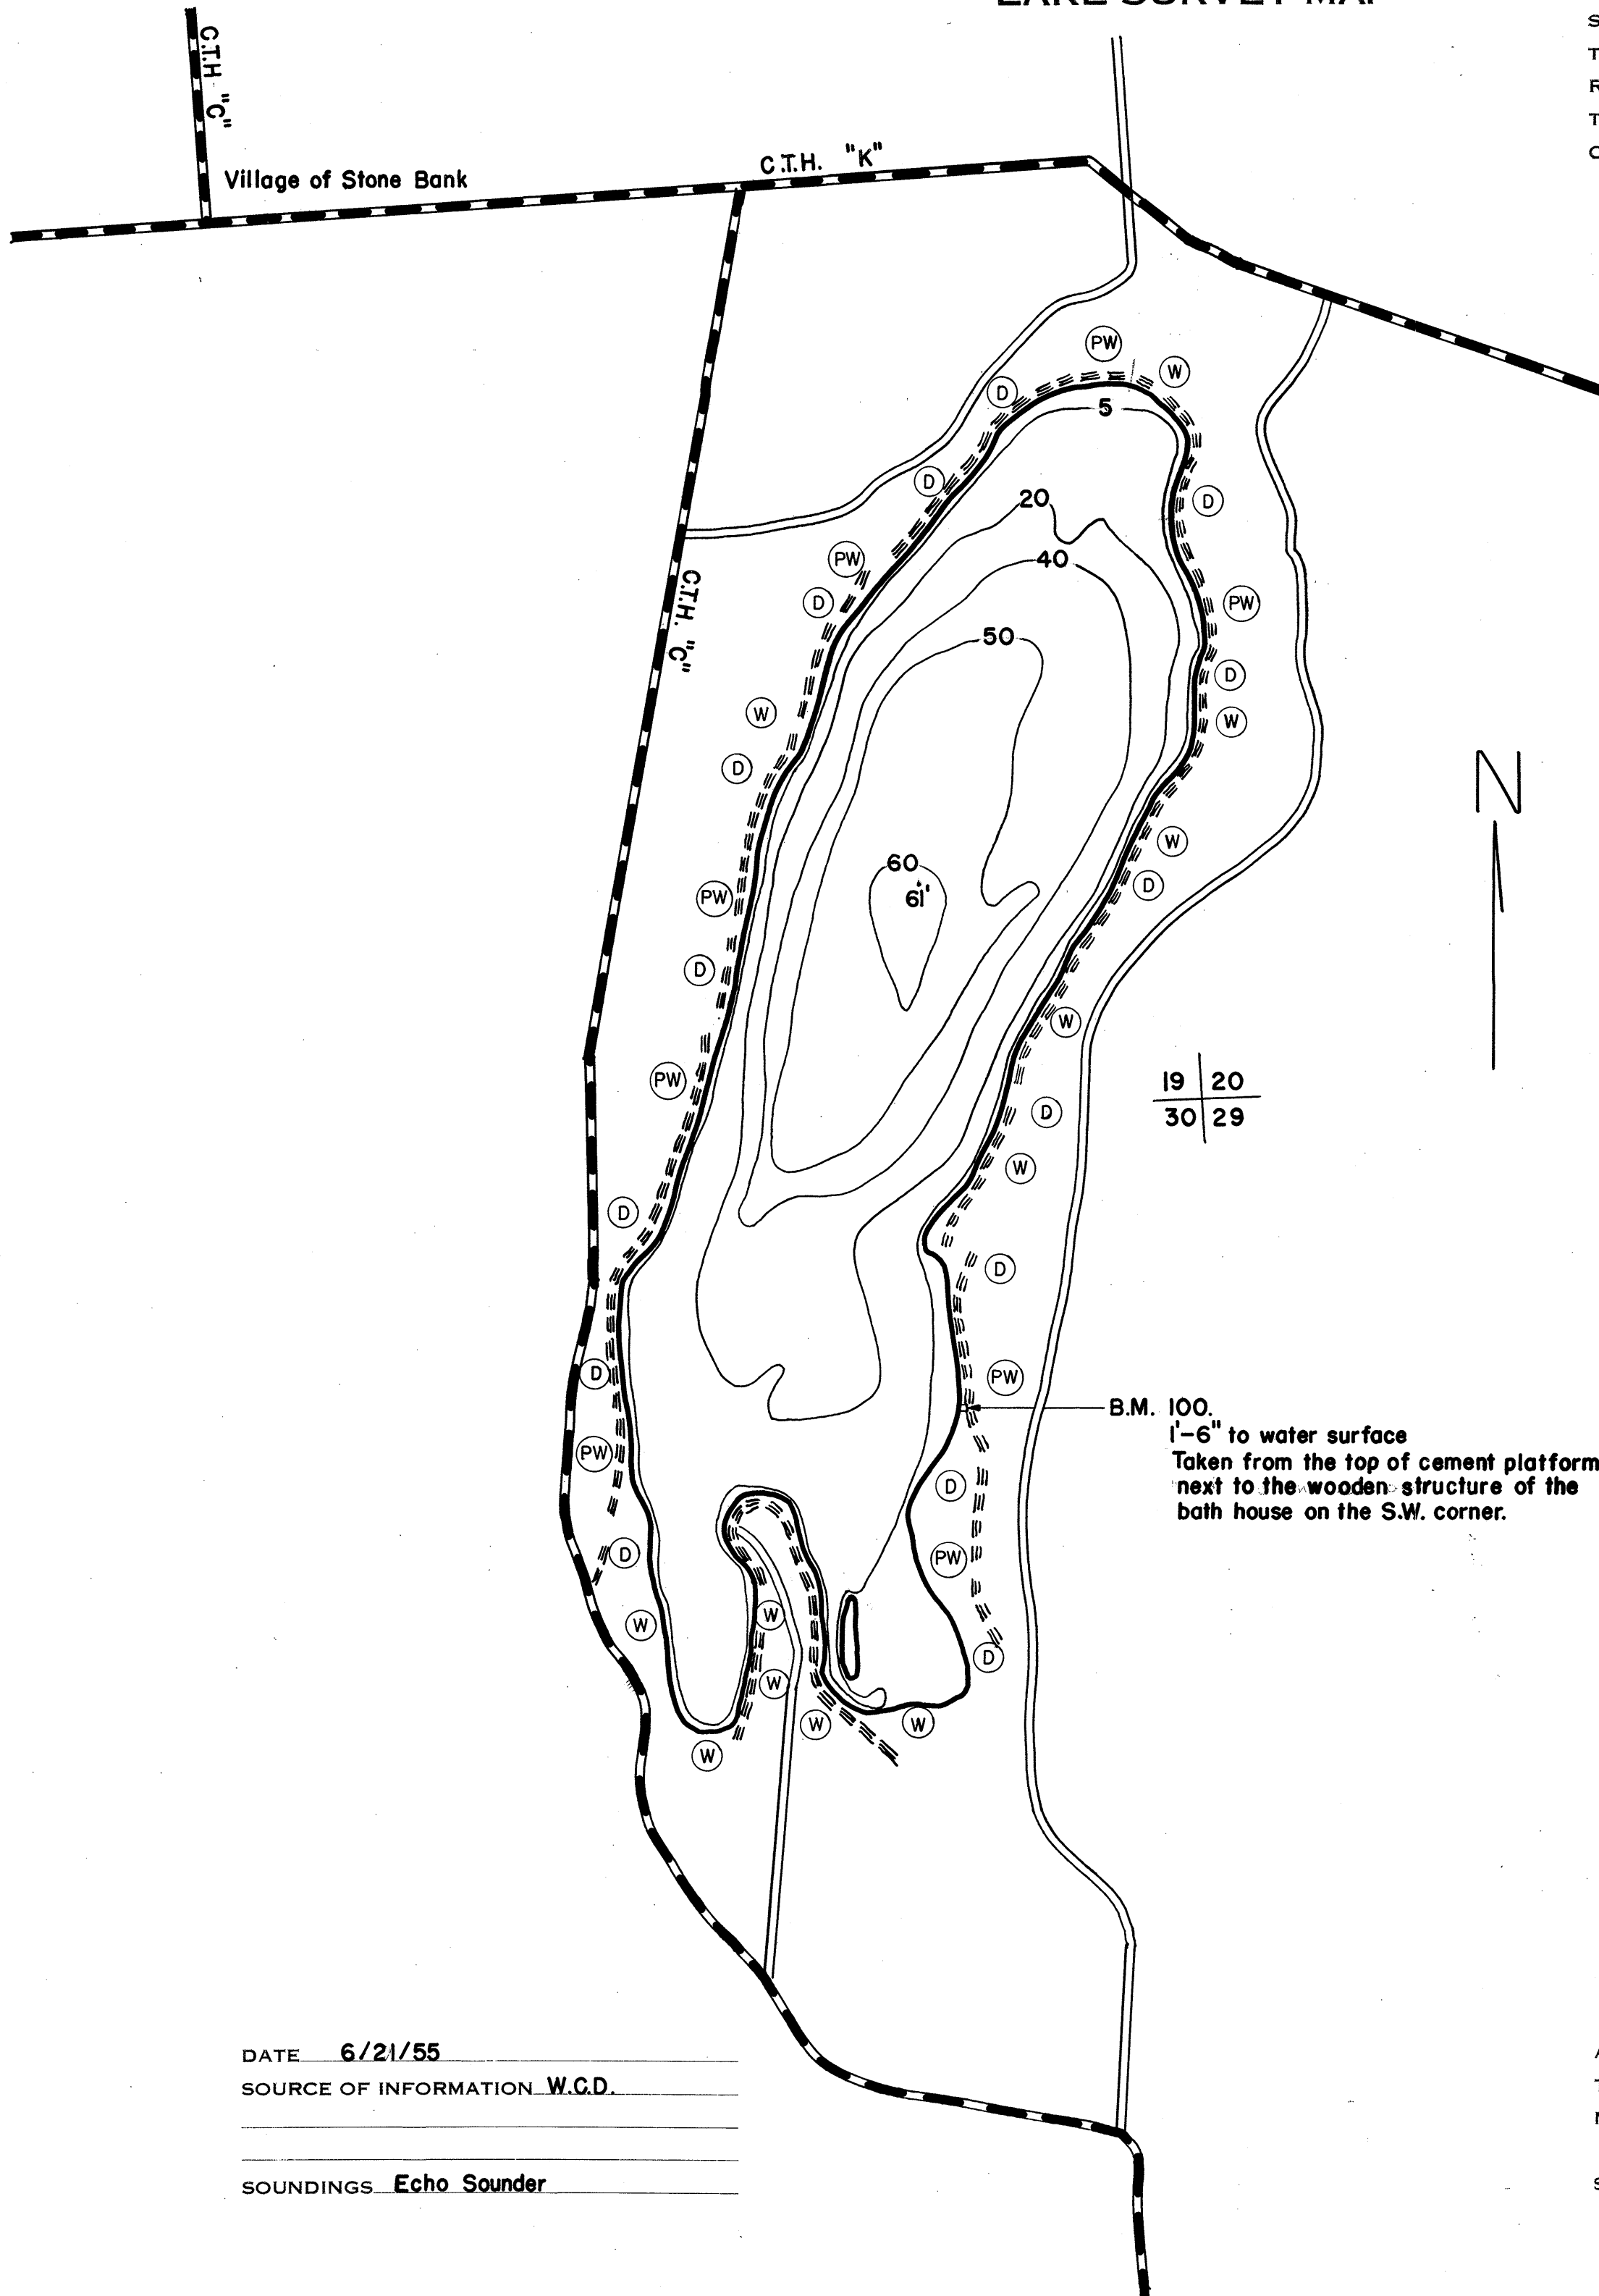 C.T.H "C"
Village of Stone Bank
C.T.H. "K"
PW
W
D
5
D
20
D
PW
40
D
PW
C.T.H. "C"
50
D
W
W
D
N
W
60
D
61'
PW
D
W
19 20
30 29
PW
D
W
D
D
D
PW
B.M. 100.
1'-6" to water surface
Taken from the top of cement platform
next to the wooden structure of the
bath house on the S.W. corner.
PW
D
D
PW
W
W
D
W
W
W
W
DATE 6/21/55
SOURCE OF INFORMATION W.C.D.
SOUNDINGS Echo Sounder